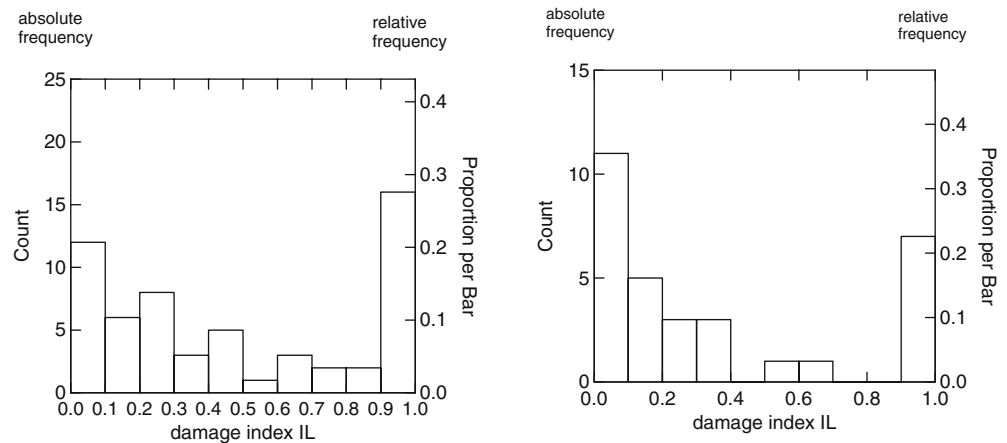 absolute
frequency
relative
frequency
25
20
15
10
5
0
Count
0.4
0.3
0.2
0.1
0.0
Proportion per Bar
0.0 0.1 0.2 0.3 0.4 0.5 0.6 0.7 0.8 0.9 1.0
damage index IL
absolute
frequency
relative
frequency
15
10
5
0
Count
0.4
0.3
0.2
0.1
0.0
Proportion per Bar
0.0 0.2 0.4 0.6 0.8 1.0
damage index IL